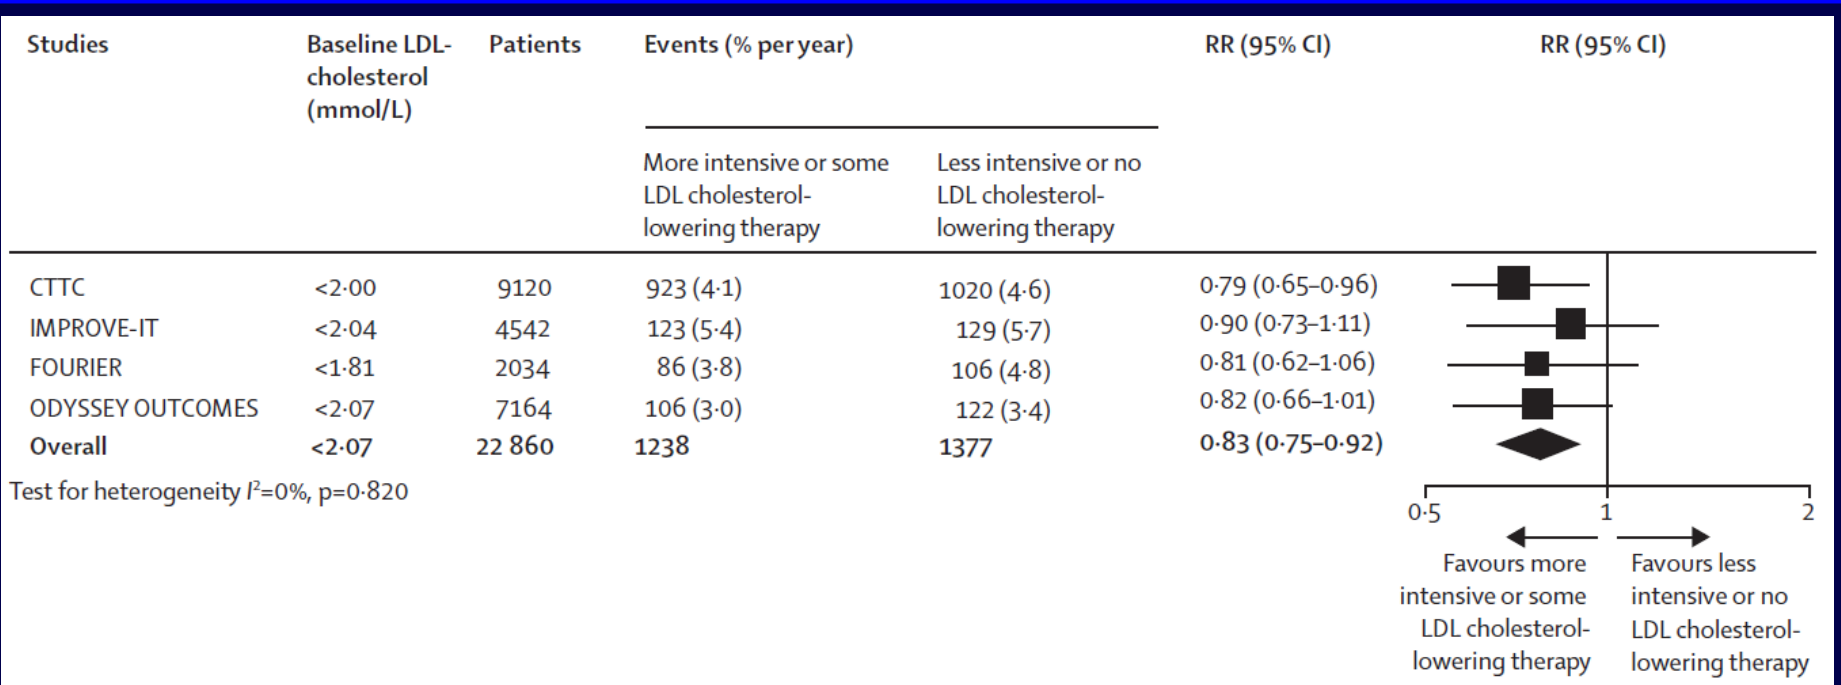 Studies Baseline LDL- Patients Events (% per year) RR (95% CI) RR (95% CI)
cholesterol
(mmol/L)
More intensive or some Less intensive or no
LDL cholesterol- LDL cholesterol-
lowering therapy lowering therapy
CTTC <2·00 9120 923 (4·1) 1020 (4·6) 0·79 (0·65–0·96)
IMPROVE-IT <2·04 4542 123 (5·4) 129 (5·7) 0·90 (0·73–1·11)
FOURIER <1·81 2034 86 (3·8) 106 (4·8) 0·81 (0·62–1·06)
ODYSSEY OUTCOMES <2·07 7164 106 (3·0) 122 (3·4) 0·82 (0·66–1·01)
Overall <2·07 22 860 1238 1377 0·83 (0·75–0·92)
Test for heterogeneity I²=0%, p=0·820
0·5 1 2
Favours more Favours less
intensive or some intensive or no
LDL cholesterol- LDL cholesterol-
lowering therapy lowering therapy